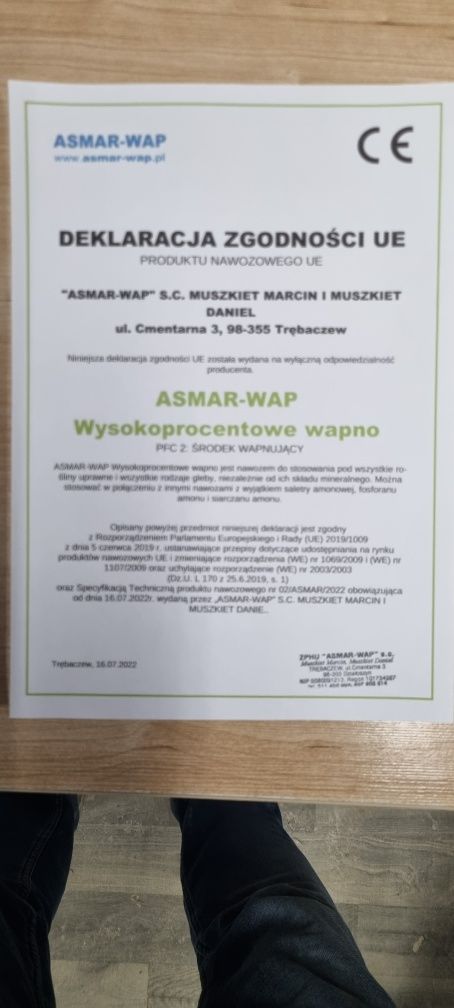 ASMAR-WAP
www.asmar-wap.pl
CE
DEKLARACJA ZGODNOŚCI UE
PRODUKTU NAWOZOWEGO UE
"ASMAR-WAP" S.C. MUSZKIET MARCIN I MUSZKIET
DANIEL
ul. Cmentarna 3, 98-355 Trębaczew
Niniejsza deklaracja zgodności UE została wydana na wyłączną odpowiedzialność
producenta.
ASMAR-WAP
Wysokoprocentowe wapno
PFC 2: ŚRODEK WAPNUJĄCY
ASMAR-WAP Wysokoprocentowe wapno jest nawozem do stosowania pod wszystkie ro-
śliny uprawne i wszystkie rodzaje gleby, niezależnie od ich składu mineralnego. Można
stosować w połączeniu z innymi nawozami z wyjątkiem saletry amonowej, fosforanu
amonu i siarczanu amonu.
Opisany powyżej przedmiot niniejszej deklaracji jest zgodny
z Rozporządzeniem Parlamentu Europejskiego i Rady (UE) 2019/1009
z dnia 5 czerwca 2019 r. ustanawiające przepisy dotyczące udostępniania na rynku
produktów nawozowych UE i zmieniające rozporządzenia (WE) nr 1069/2009 i (WE) nr
1107/2009 oraz uchylające rozporządzenie (WE) nr 2003/2003
(Dz.U. L 170 z 25.6.2019, s. 1)
oraz Specyfikacją Techniczną produktu nawozowego nr 02/ASMAR/2022 obowiązująca
od dnia 16.07.2022r. wydaną przez „ASMAR-WAP" S.C. MUSZKIET MARCIN I
MUSZKIET DANIE..
Trębaczew, 16.07.2022
ZPHU "ASMAR-WAP" s.c.
Muszkiet Marcin, Muszkiet Daniel
TRĘBACZEW, ul. Cmentarna 3